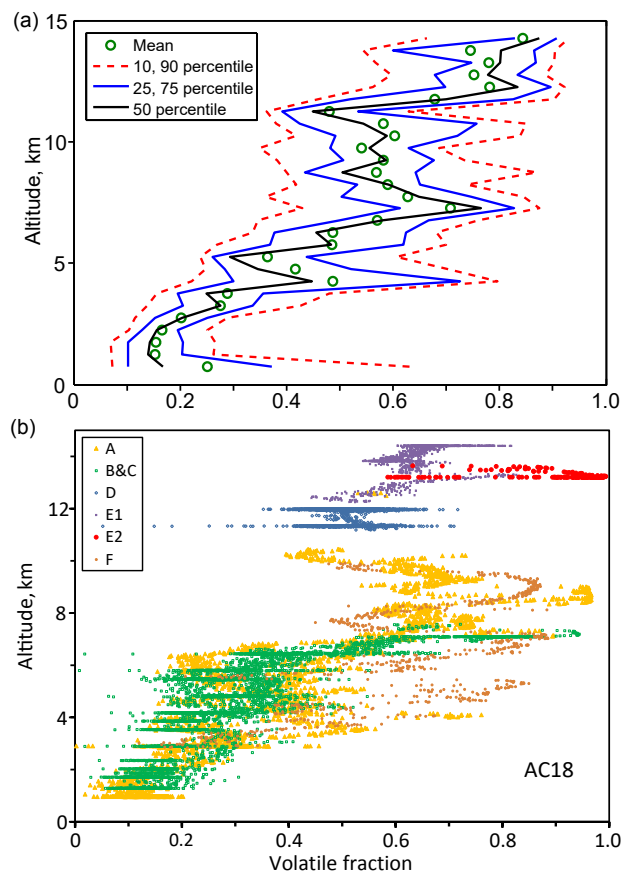 (a)
15
10
5
0
Altitude, km
Mean
10, 90 percentile
25, 75 percentile
50 percentile
0.2
0.4
0.6
0.8
1.0
(b)
12
8
4
0
Altitude, km
A
B&C
D
E1
E2
F
AC18
0
0.2
0.4
0.6
0.8
1.0
Volatile fraction